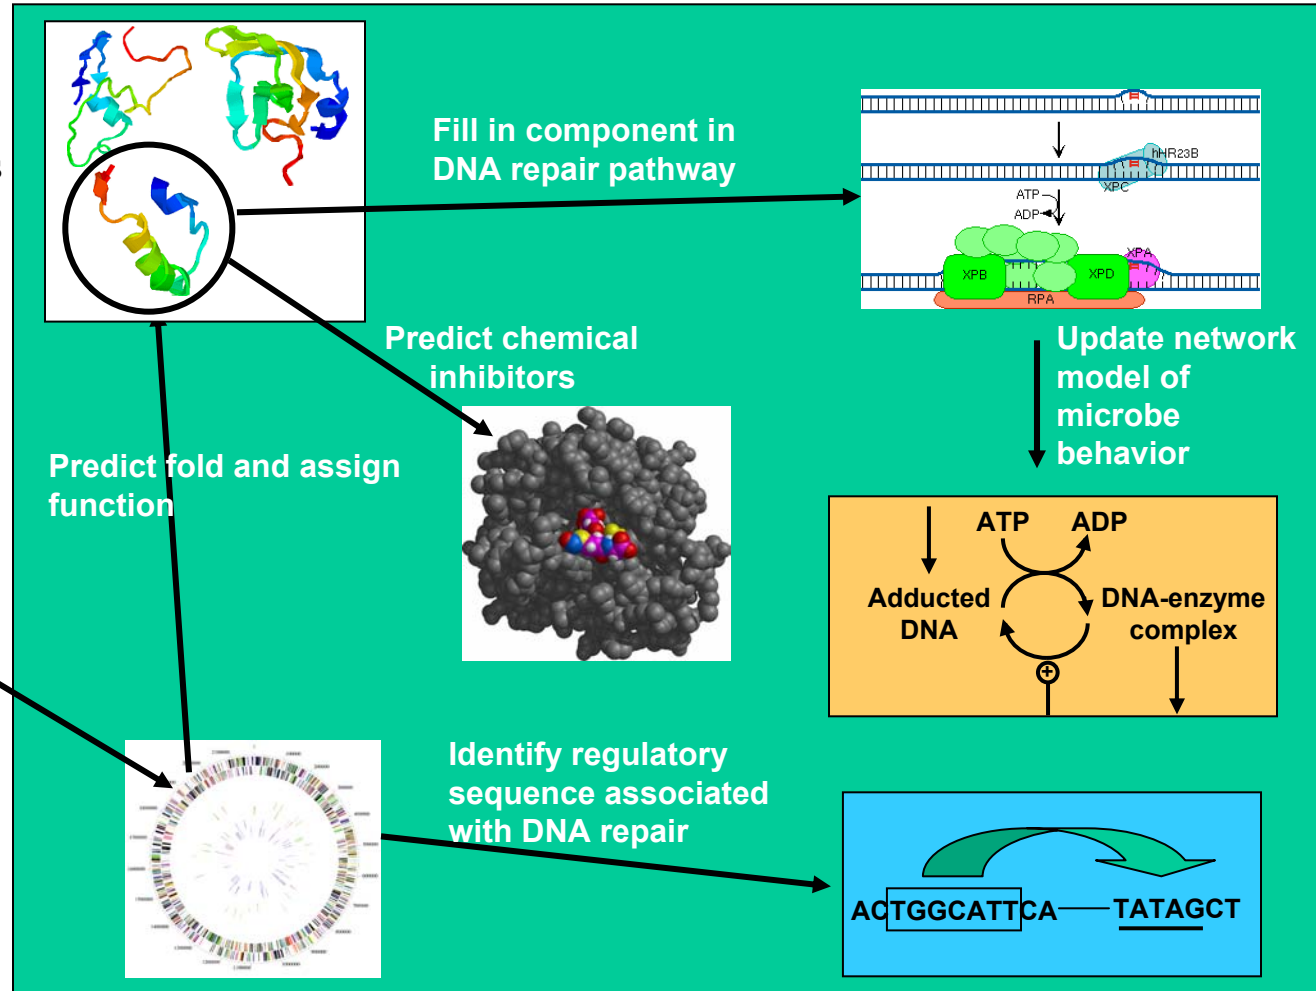 Fill in component in
DNA repair pathway
hHR23B
XPC
ATP
ADP
XPA
XPB
XPD
RPA
Predict chemical
inhibitors
Update network
model of
microbe
behavior
Predict fold and assign
function
ATP
ADP
Adducted
DNA
DNA-enzyme
complex
+
Identify regulatory
sequence associated
with DNA repair
ACTGGCATTCA
TATAGCT